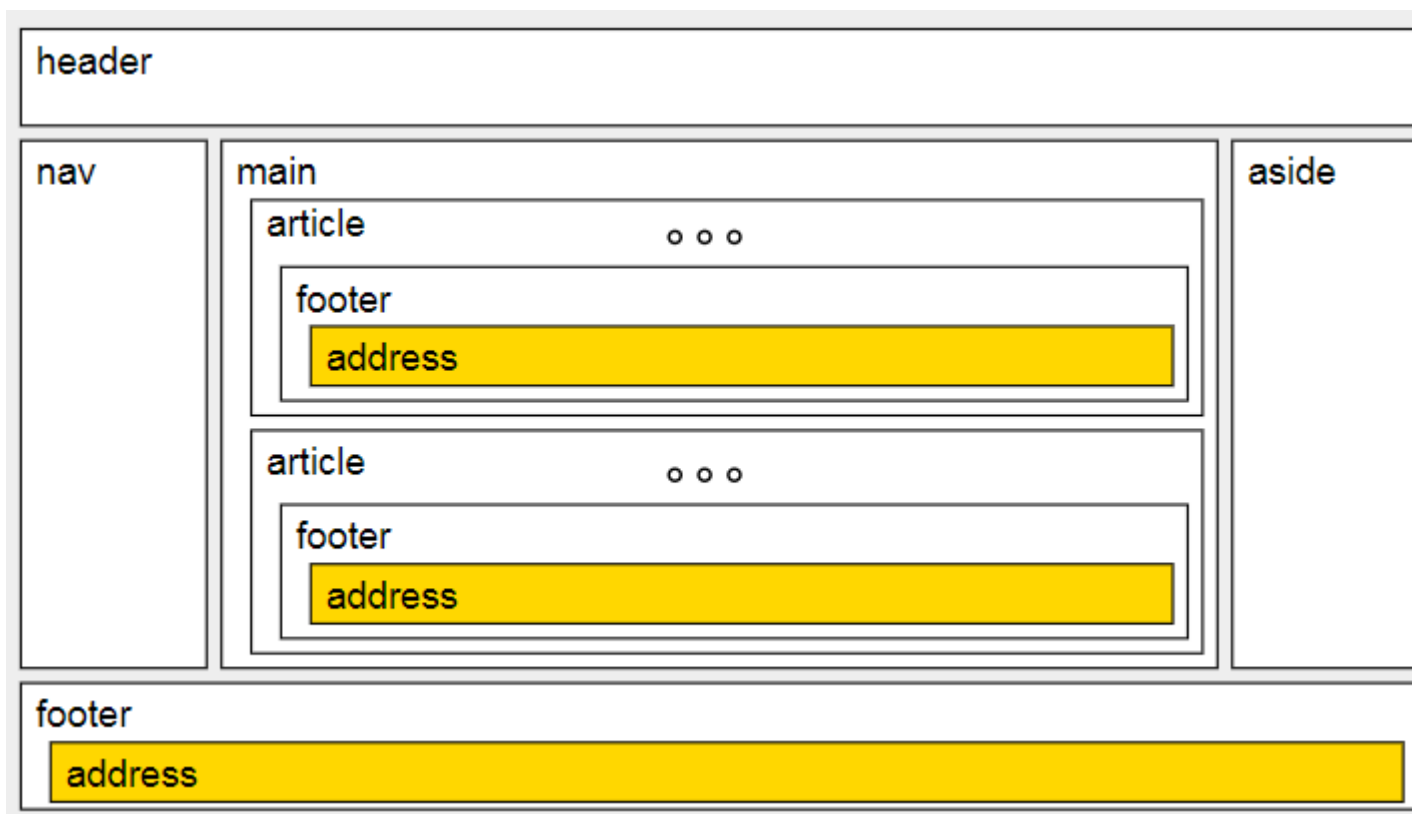 header
nav
main
article
footer
address
article
footer
address
aside
footer
address